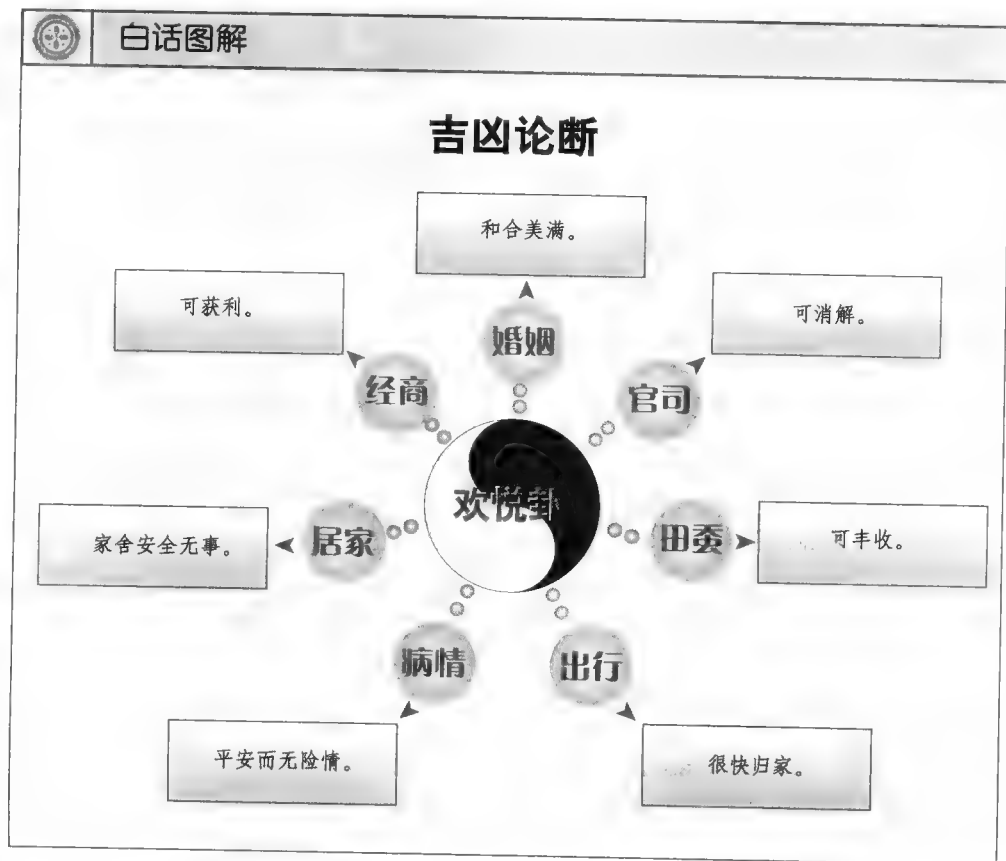 白话图解
吉凶论断
和合美满。
可获利。
可消解。
婚姻
经商
官司
欢悦卦
家舍安全无事。
居家
田蚕
可丰收。
病情
出行
平安而无险情。
很快归家。